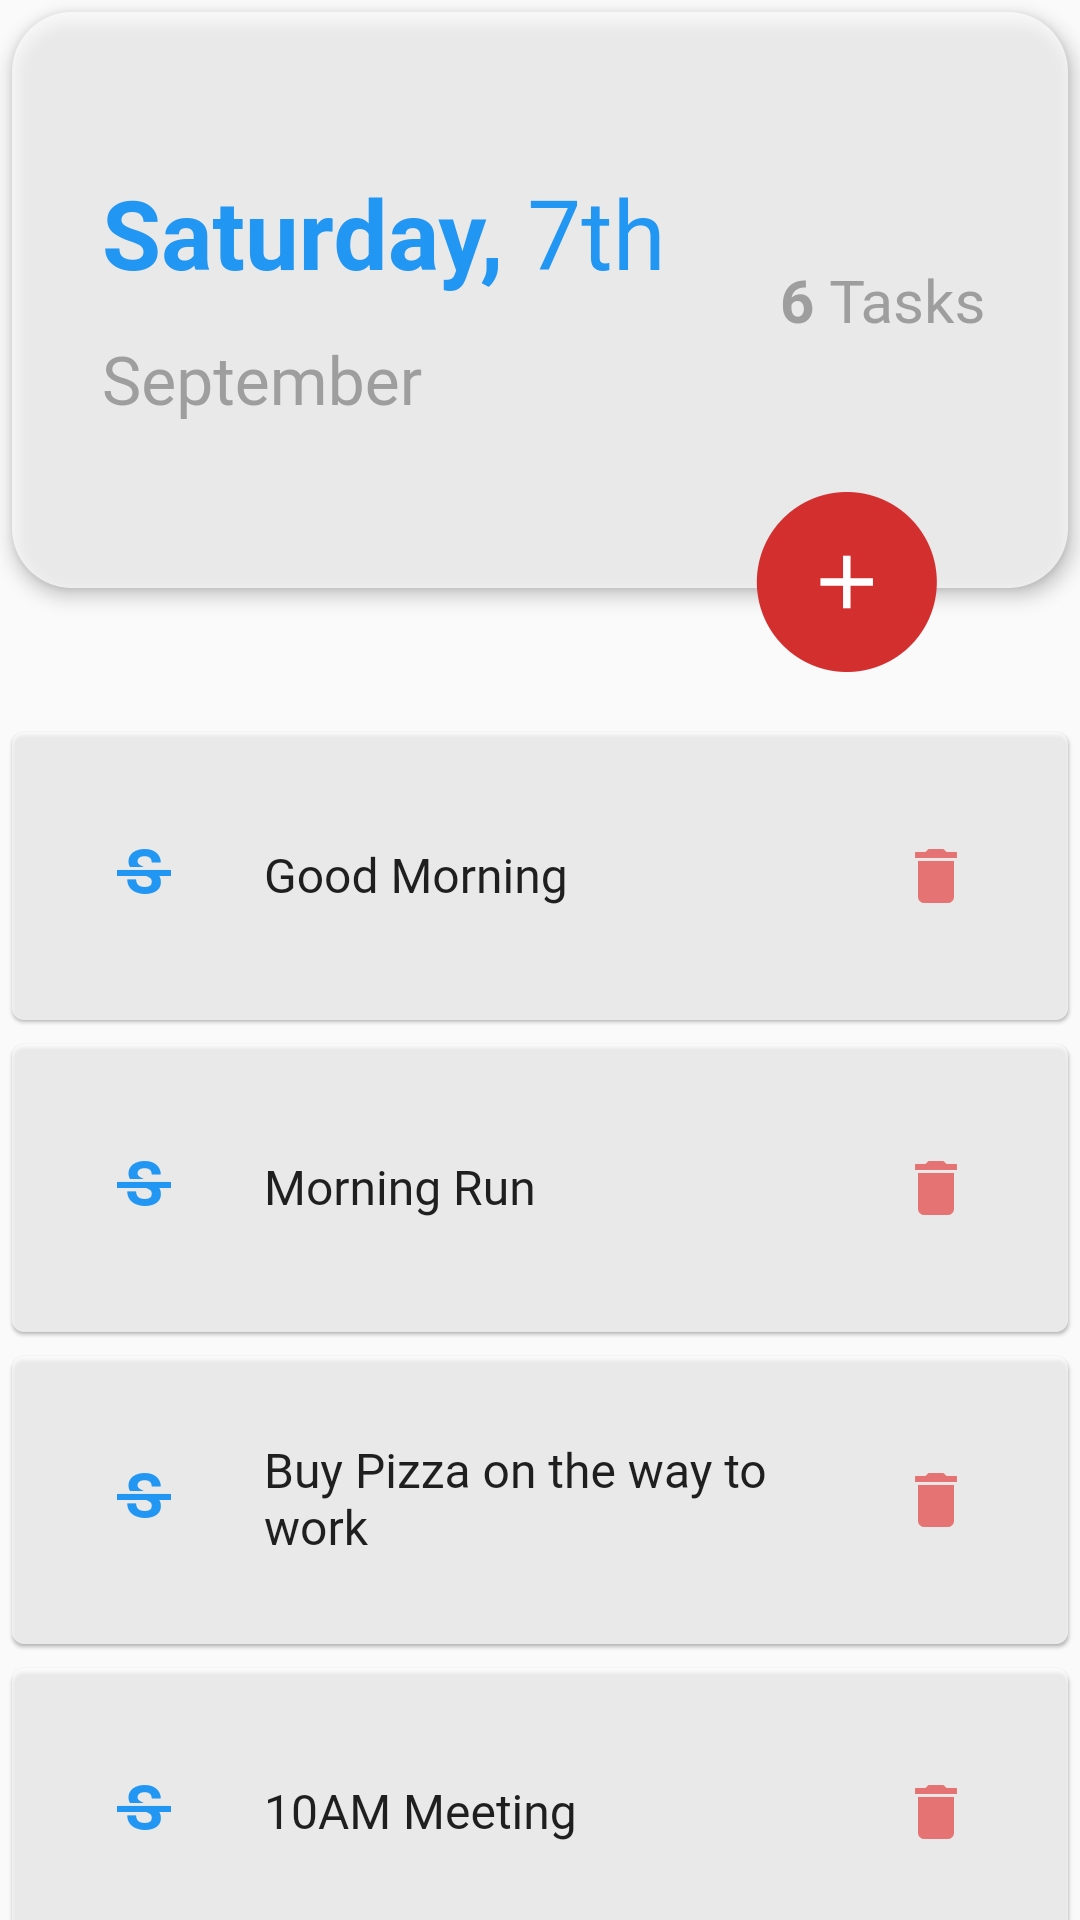 Saturday, 7th
6 Tasks
September
Good Morning
Morning Run
Buy Pizza on the way to
work
10AM Meeting